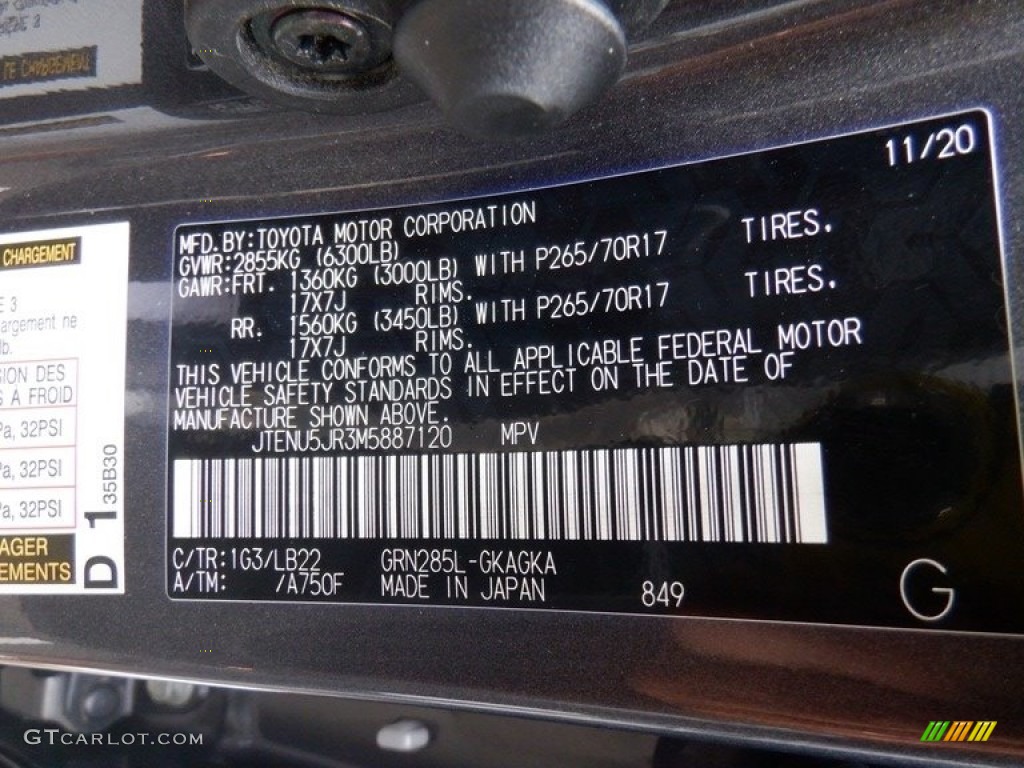 11/20
MFD.BY:TOYOTA MOTOR CORPORATION
GVWR:2855KG (6300LB)
GAWR:FRT. 1360KG (3000LB) WITH P265/70R17 TIRES.
17X7J RIMS.
RR. 1560KG (3450LB) WITH P265/70R17 TIRES.
17X7J RIMS.
THIS VEHICLE CONFORMS TO ALL APPLICABLE FEDERAL MOTOR
VEHICLE SAFETY STANDARDS IN EFFECT ON THE DATE OF
MANUFACTURE SHOWN ABOVE.
JTENU5JR3M5887120 MPV
C/TR:1G3/LB22 GRN285L-GKAGKA
A/TM: /A750F MADE IN JAPAN 849
G
CHARGEMENT
E 3
argement ne
lb.
SION DES
S A FROID
Pa, 32PSI
Pa, 32PSI
Pa, 32PSI
AGER
EMENTS
D 1 35B30
GTCARLOT.COM